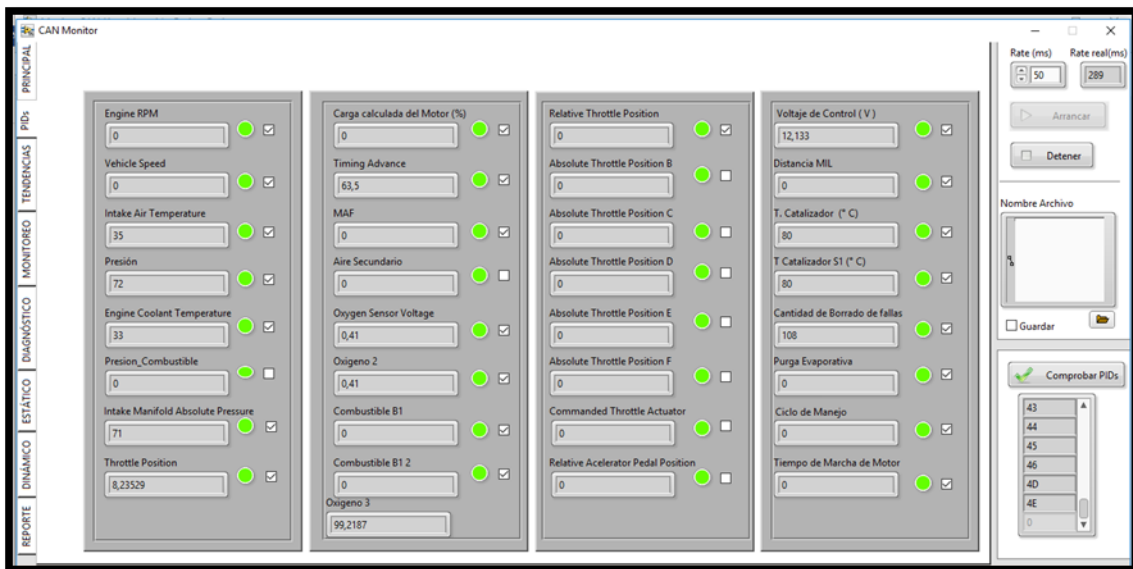 CAN Monitor
PRINCIPAL
PIDs
TENDENCIAS
MONITOREO
DIAGNÓSTICO
ESTÁTICO
DINÁMICO
REPORTE
Engine RPM
0
Vehicle Speed
0
Intake Air Temperature
35
Presión
72
Engine Coolant Temperature
33
Presion_Combustible
0
Intake Manifold Absolute Pressure
71
Throttle Position
8,23529
Carga calculada del Motor (%)
0
Timing Advance
63,5
MAF
0
Aire Secundario
0
Oxygen Sensor Voltage
0,41
Oxigeno 2
0,41
Combustible B1
0
Combustible B1 2
0
Oxigeno 3
99,2187
Relative Throttle Position
0
Absolute Throttle Position B
0
Absolute Throttle Position C
0
Absolute Throttle Position D
0
Absolute Throttle Position E
0
Absolute Throttle Position F
0
Commanded Throttle Actuator
0
Relative Acelerator Pedal Position
0
Voltaje de Control ( V )
12,133
Distancia MIL
0
T. Catalizador (° C)
80
T Catalizador S1 (° C)
80
Cantidad de Borrado de fallas
108
Purga Evaporativa
0
Ciclo de Manejo
0
Tiempo de Marcha de Motor
0
Rate (ms) Rate real(ms)
50 289
Arrancar
Detener
Nombre Archivo
Guardar
Comprobar PIDs
43
44
45
46
4D
4E
0